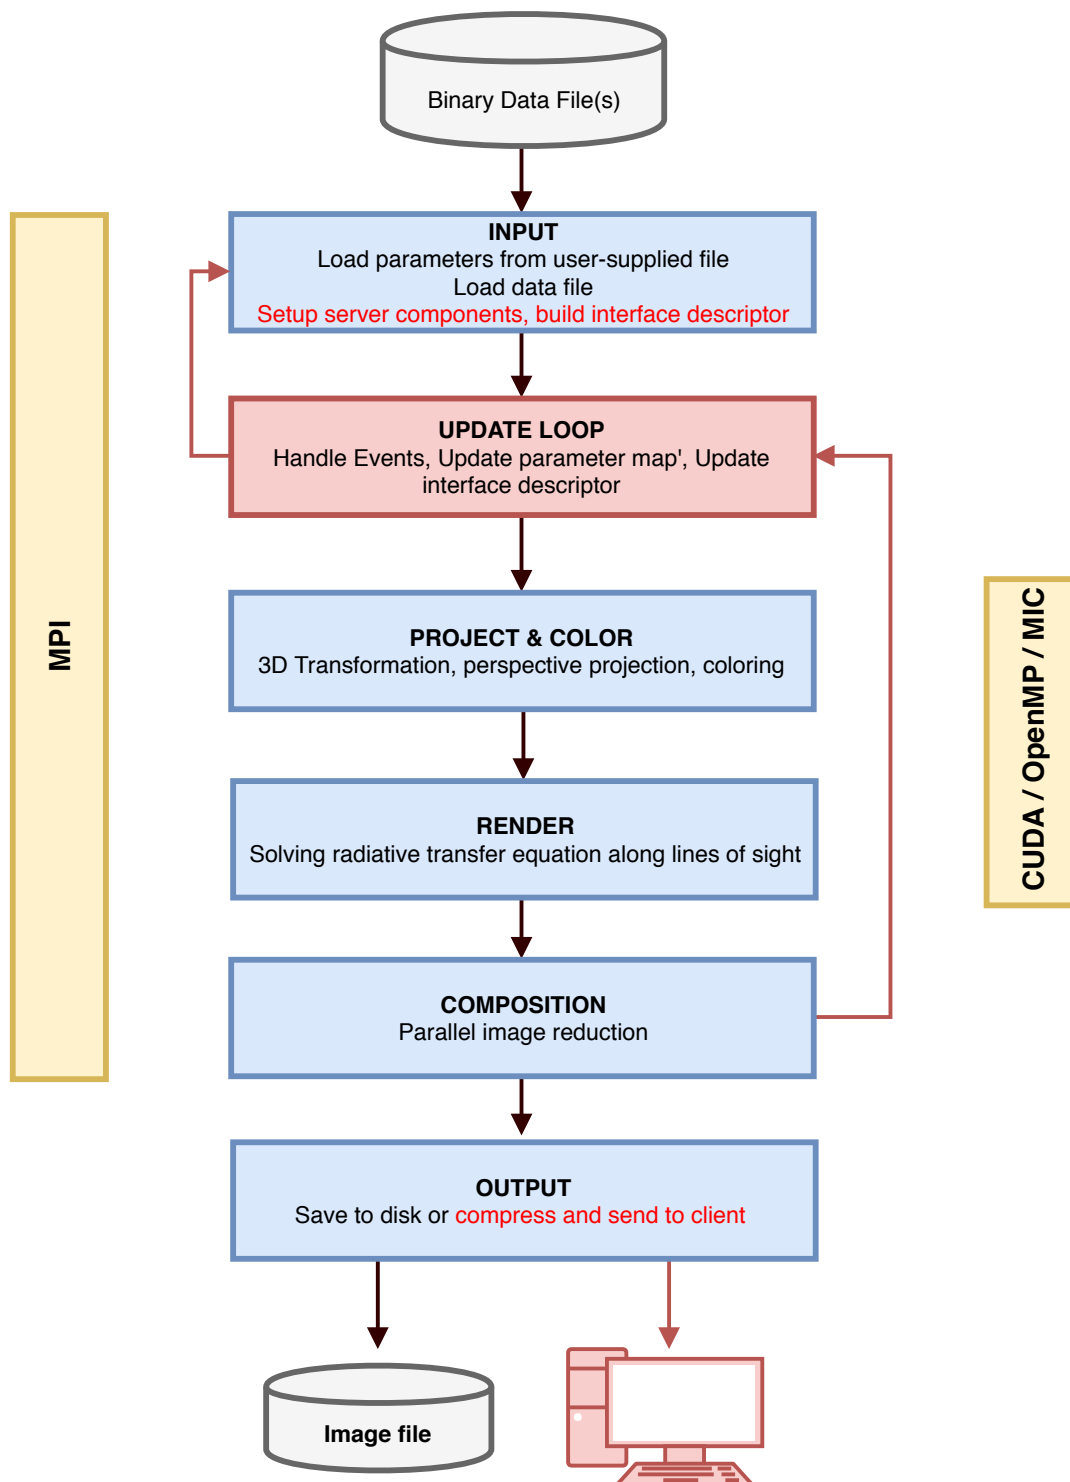 Binary Data File(s)
INPUT
Load parameters from user-supplied file
Load data file
Setup server components, build interface descriptor
UPDATE LOOP
Handle Events, Update parameter map', Update
interface descriptor
MPI
PROJECT & COLOR
3D Transformation, perspective projection, coloring
CUDA / OpenMP / MIC
RENDER
Solving radiative transfer equation along lines of sight
COMPOSITION
Parallel image reduction
OUTPUT
Save to disk or compress and send to client
Image file